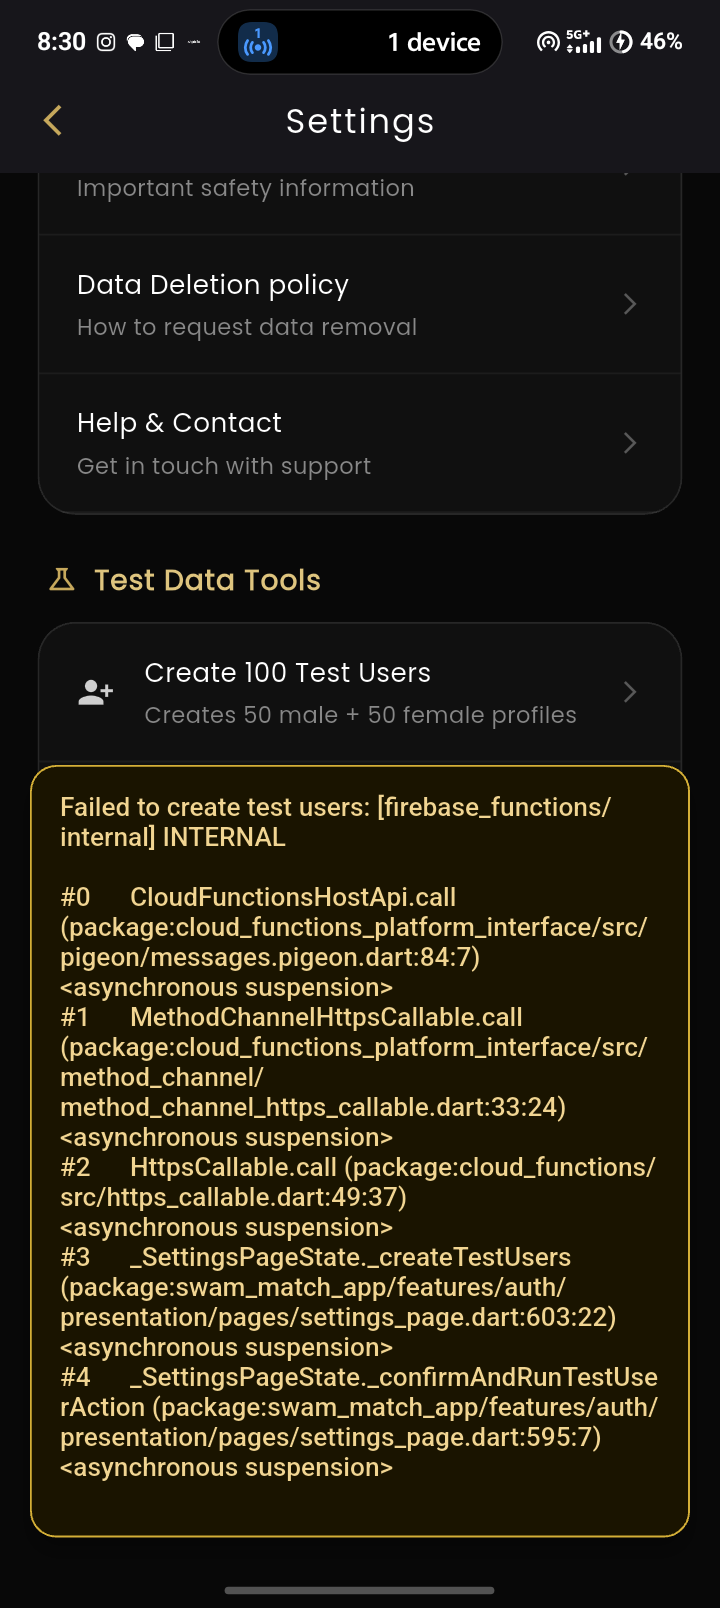 8:30
1
1 device
5G+
46%
Settings
Important safety information
Data Deletion policy
How to request data removal
Help & Contact
Get in touch with support
Test Data Tools
Create 100 Test Users
Creates 50 male + 50 female profiles
Failed to create test users: [firebase_functions/
internal] INTERNAL
#0 CloudFunctionsHostApi.call
(package:cloud_functions_platform_interface/src/
pigeon/messages.pigeon.dart:84:7)
<asynchronous suspension>
#1 MethodChannelHttpsCallable.call
(package:cloud_functions_platform_interface/src/
method_channel/
method_channel_https_callable.dart:33:24)
<asynchronous suspension>
#2 HttpsCallable.call (package:cloud_functions/
src/https_callable.dart:49:37)
<asynchronous suspension>
#3 _SettingsPageState._createTestUsers
(package:swam_match_app/features/auth/
presentation/pages/settings_page.dart:603:22)
<asynchronous suspension>
#4 _SettingsPageState._confirmAndRunTestUse
rAction (package:swam_match_app/features/auth/
presentation/pages/settings_page.dart:595:7)
<asynchronous suspension>